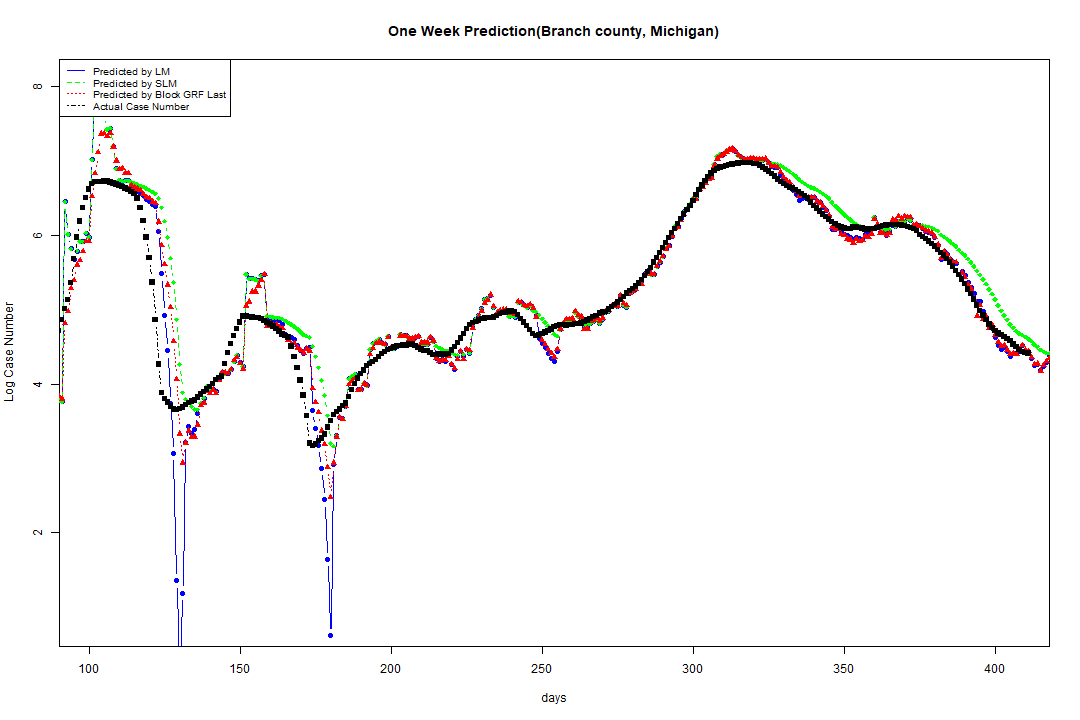 One Week Prediction(Branch county, Michigan)
Predicted by LM
Predicted by SLM
Predicted by Block GRF Last
Actual Case Number
Log Case Number
8
6
4
2
100 150 200 250 300 350 400
days